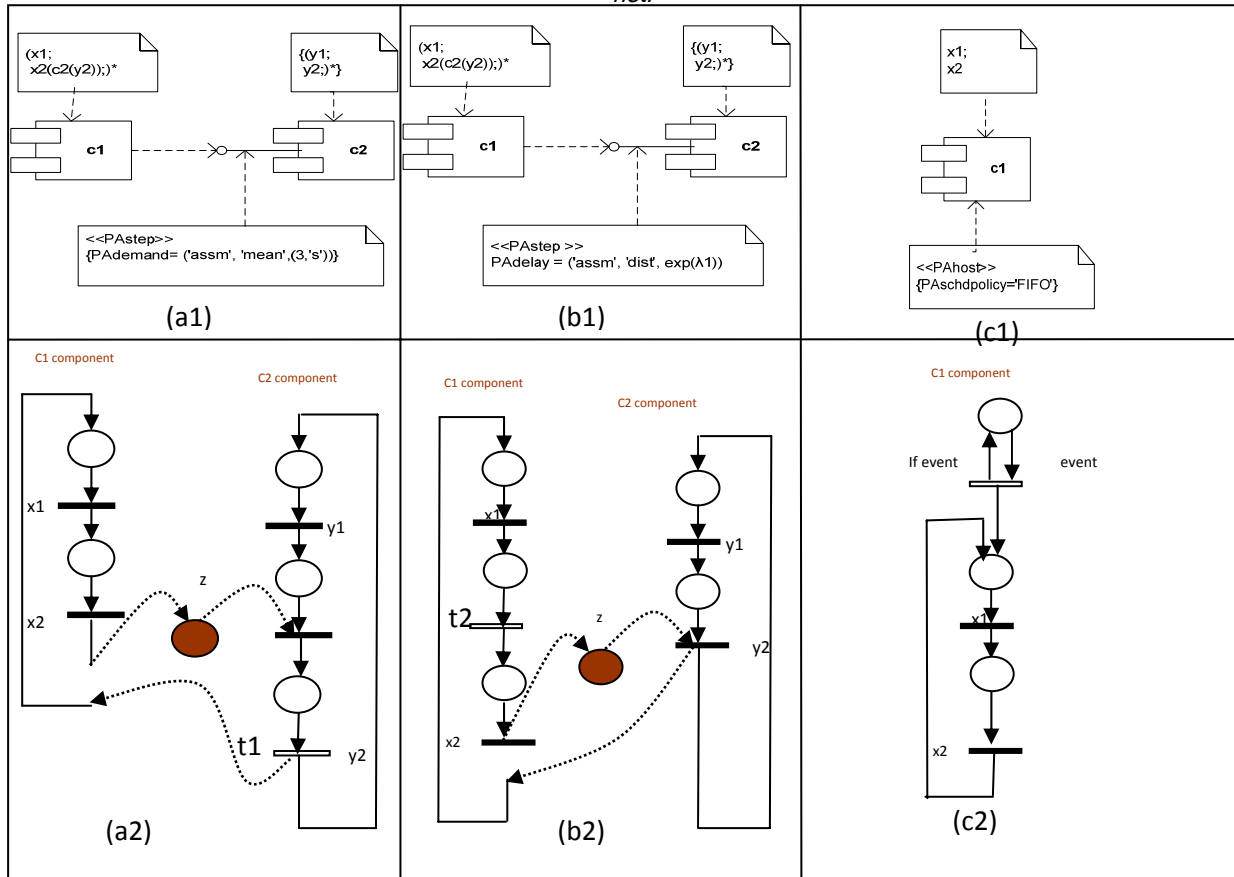 net.
(x1;
x2(c2(y2));)*
{(y1;
y2;)*}
c1
c2
<<PAstep>>
{PAdemand= ('assm', 'mean',(3,'s'))}
(a1)
(x1;
x2(c2(y2));)*
{(y1;
y2;)*}
c1
c2
<<PAstep >>
PAdelay = ('assm', 'dist', exp(λ1))
(b1)
x1;
x2
c1
<<PAhost>>
{PAschdpolicy='FIFO'}
(c1)
C1 component
C2 component
x1
y1
z
x2
t1
y2
(a2)
C1 component
C2 component
x1
y1
t2
z
y2
x2
(b2)
C1 component
If event
event
x1
x2
(c2)